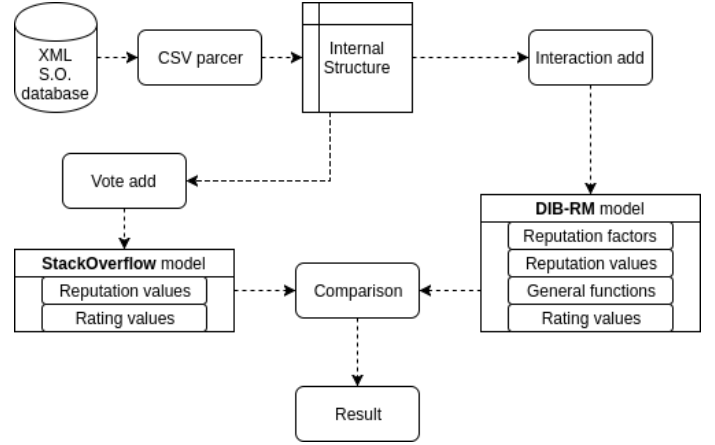 XML
S.O.
database
CSV parcer
Internal
Structure
Interaction add
Vote add
DIB-RM model
Reputation factors
Reputation values
General functions
Rating values
StackOverflow model
Reputation values
Rating values
Comparison
Result